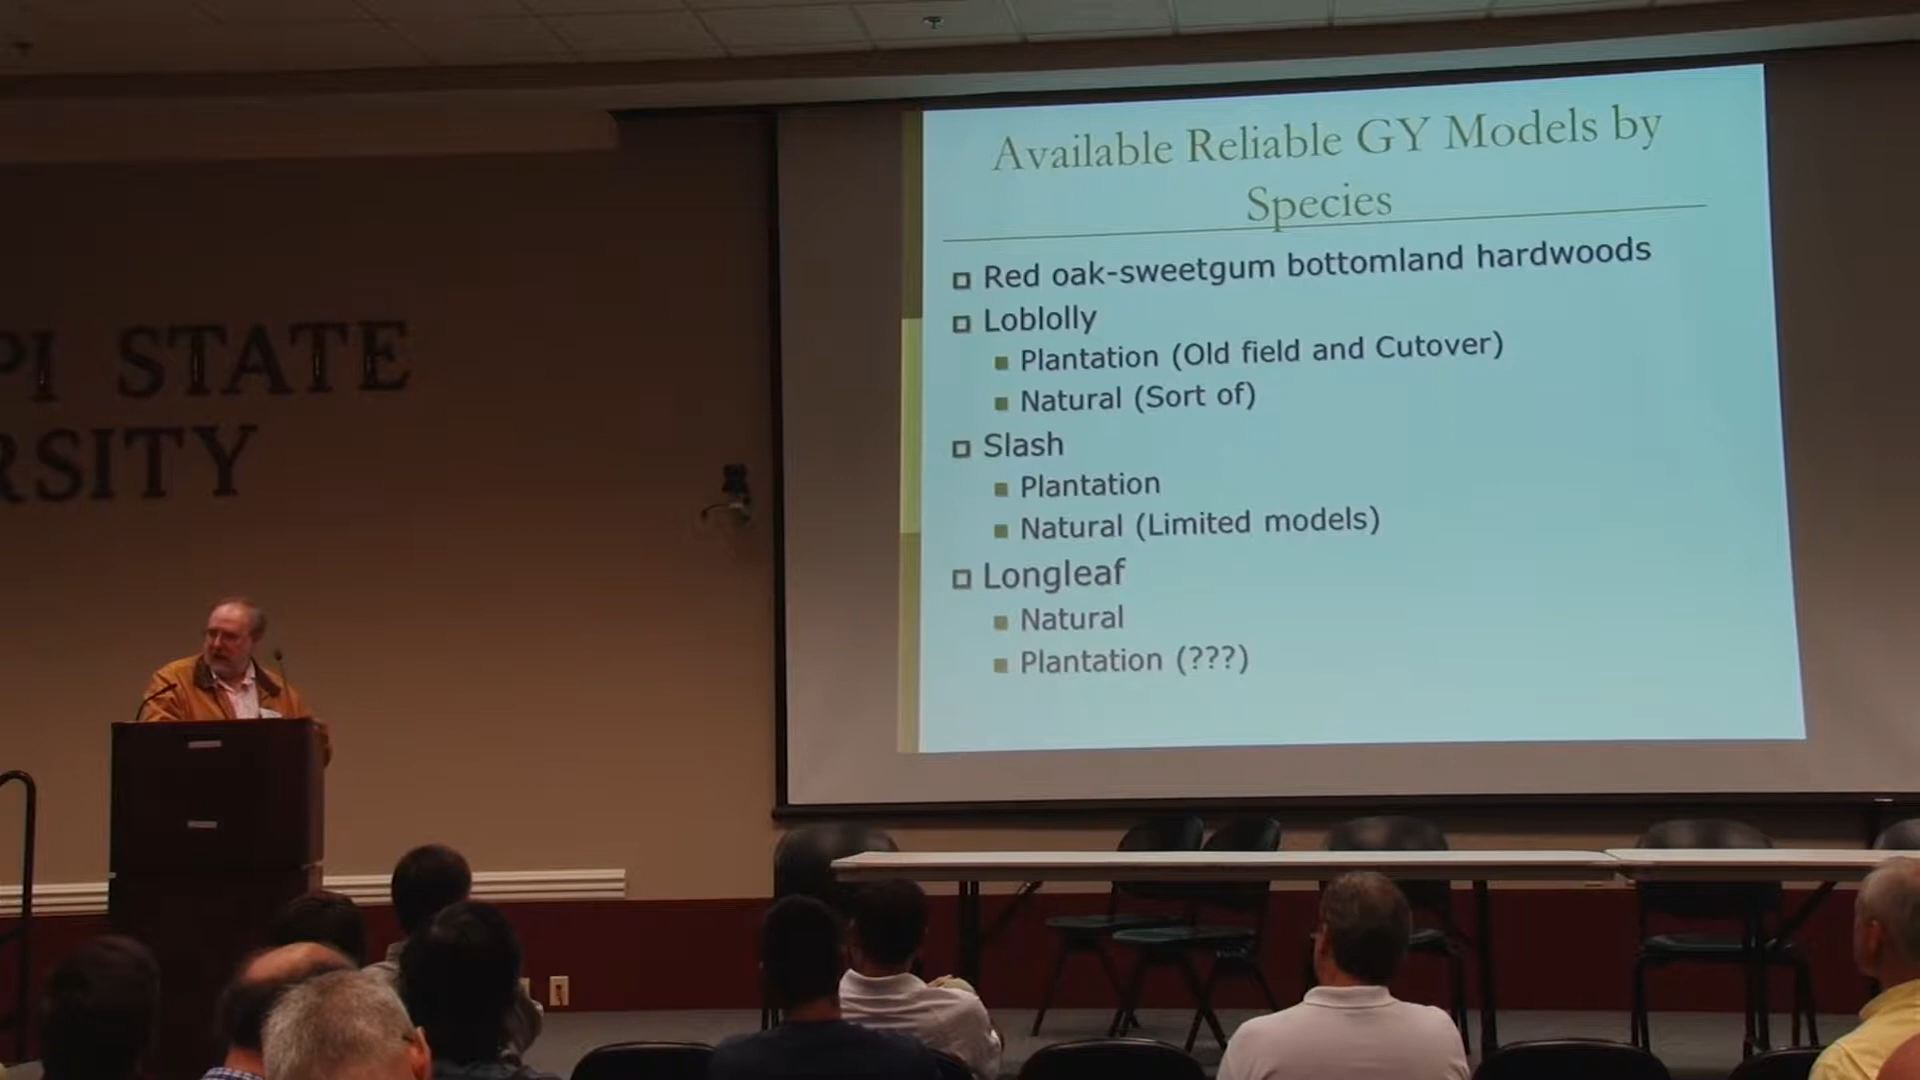 PI STATE
RSITY
Available Reliable GY Models by
Species
Red oak-sweetgum bottomland hardwoods
Loblolly
Plantation (Old field and Cutover)
Natural (Sort of)
Slash
Plantation
Natural (Limited models)
Longleaf
Natural
Plantation (???)